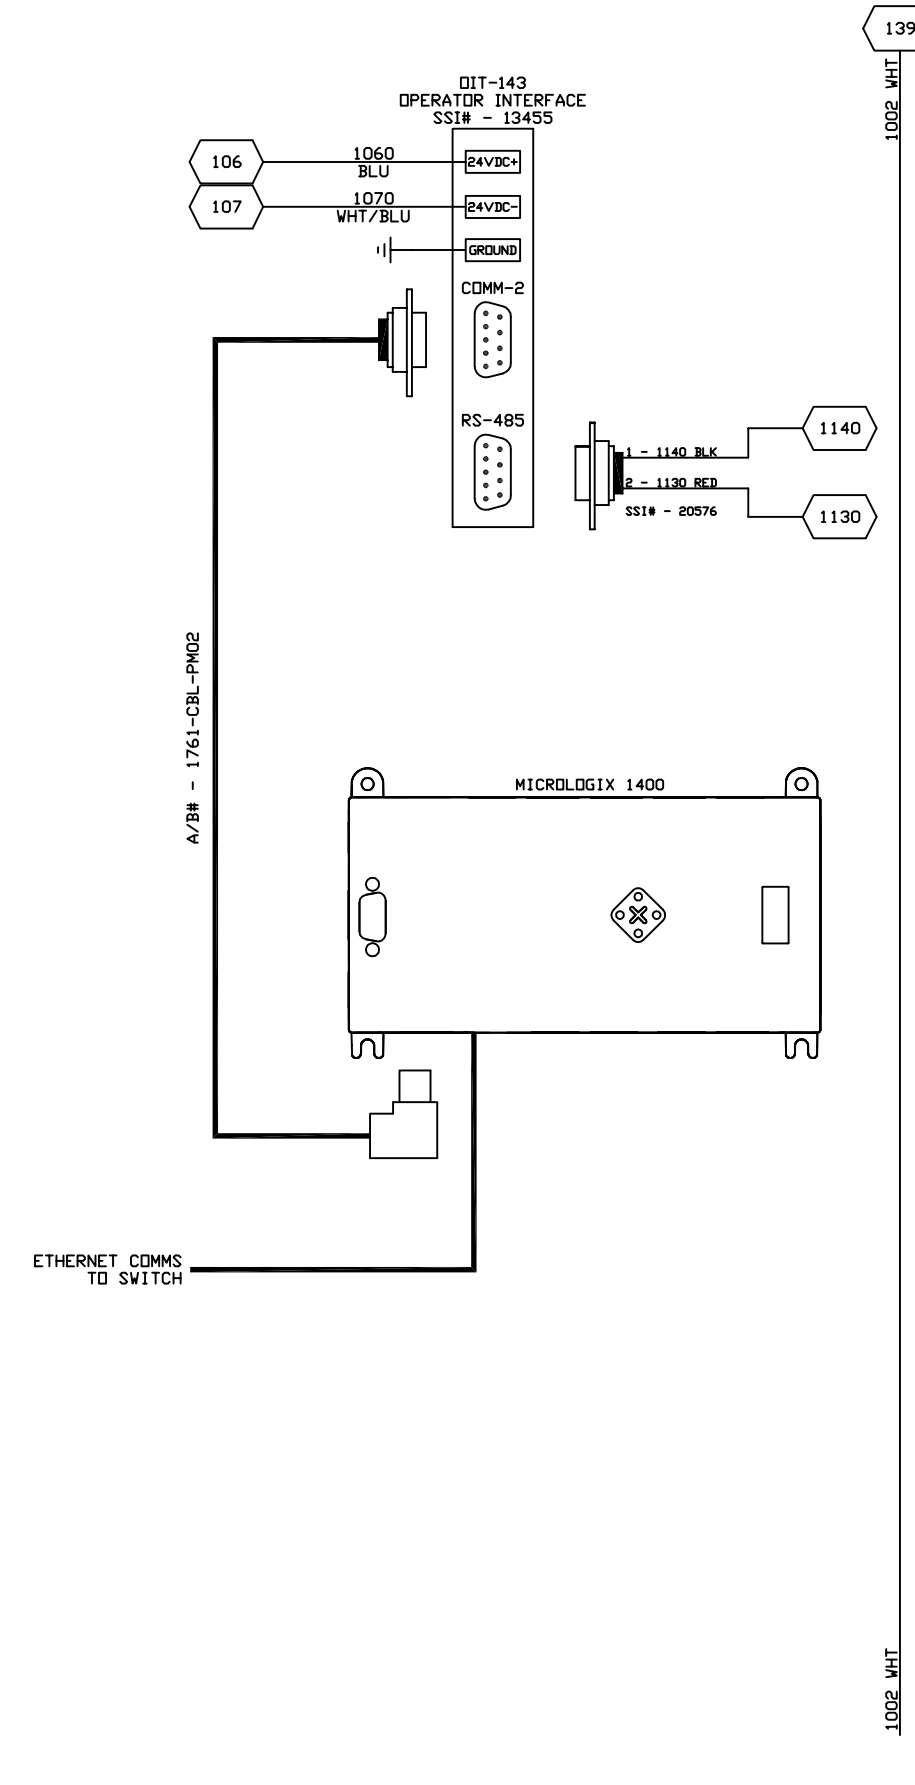 139
1002 WHT
OIT-143
OPERATOR INTERFACE
SSI# - 13455
106
1060
BLU
24VDC+
107
1070
WHT/BLU
24VDC-
GROUND
COMM-2
RS-485
1140
1 - 1140 BLK
2 - 1130 RED
SSI# - 20576
1130
A/B# - 1761-CBL-PM02
MICROLOGIX 1400
ETHERNET COMMS
TO SWITCH
1002 WHT